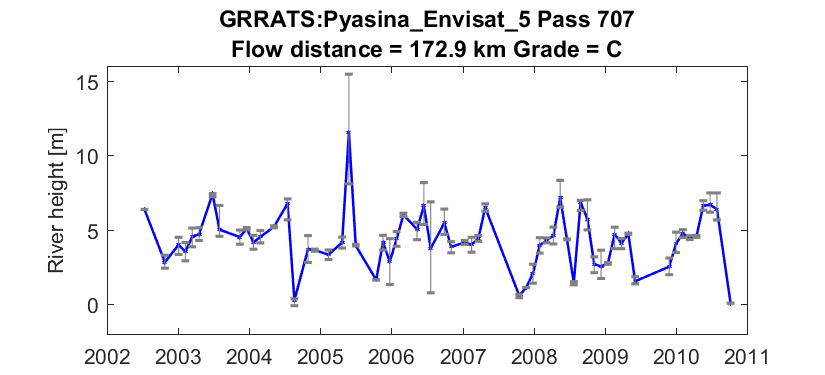 GRRATS:Pyasina_Envisat_5 Pass 707
Flow distance = 172.9 km Grade = C
River height [m]
15
10
5
0
2002 2003 2004 2005 2006 2007 2008 2009 2010 2011